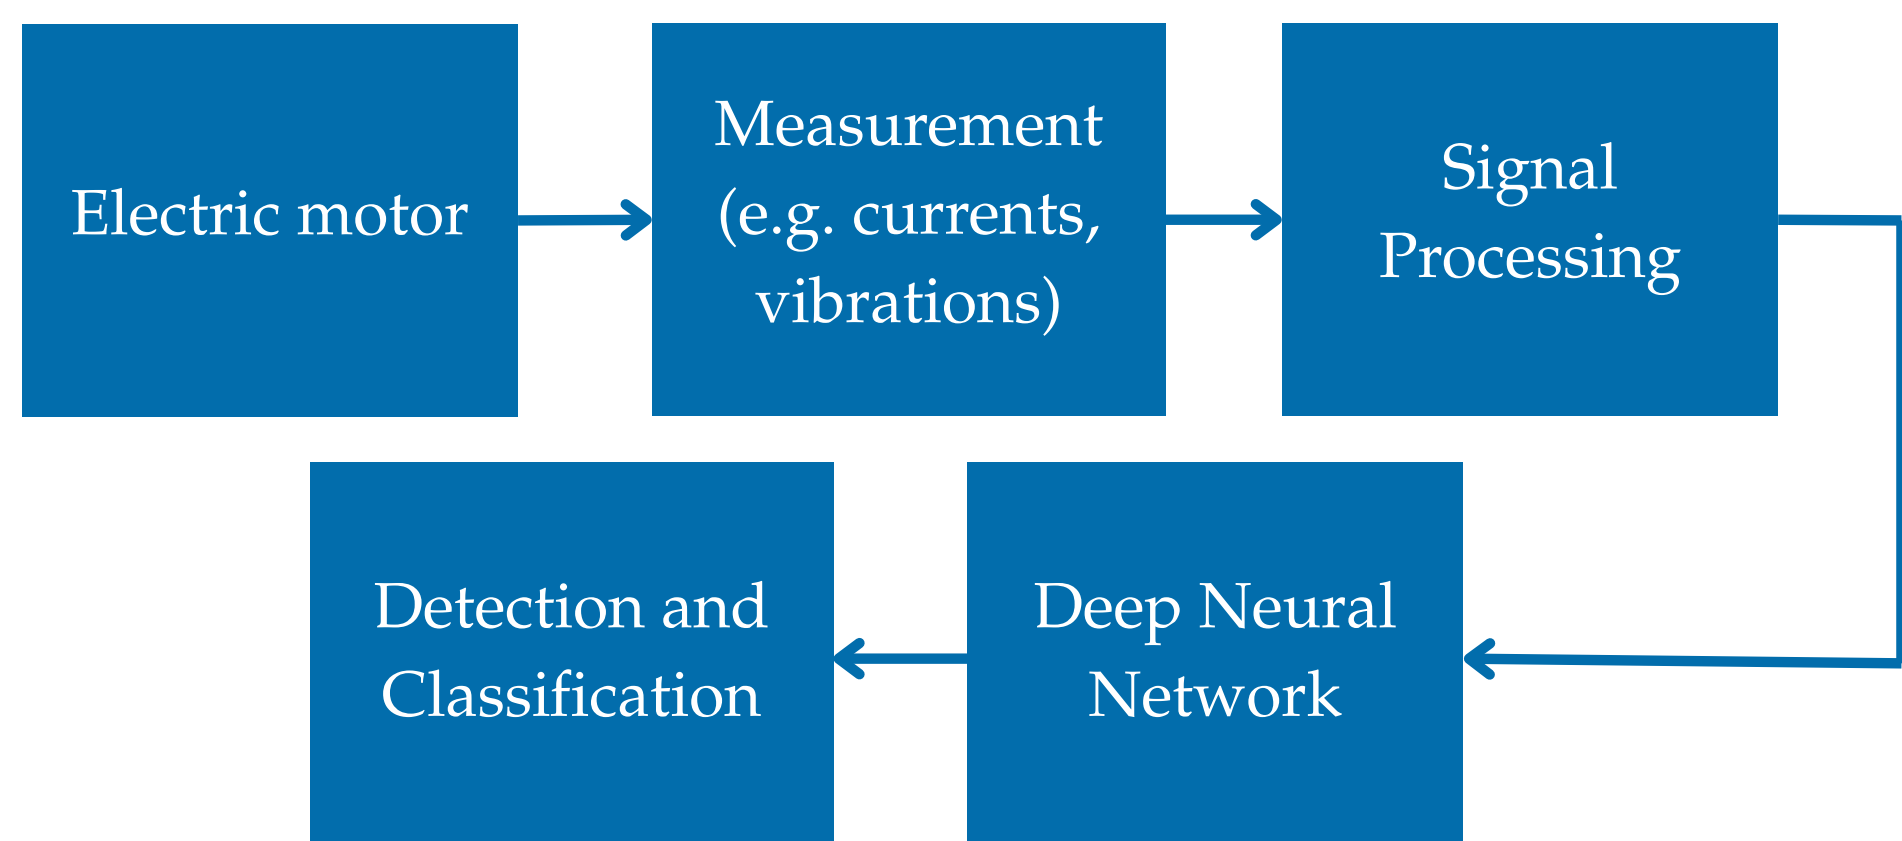 Electric motor
Measurement
(e.g. currents,
vibrations)
Signal
Processing
Deep Neural
Network
Detection and
Classification